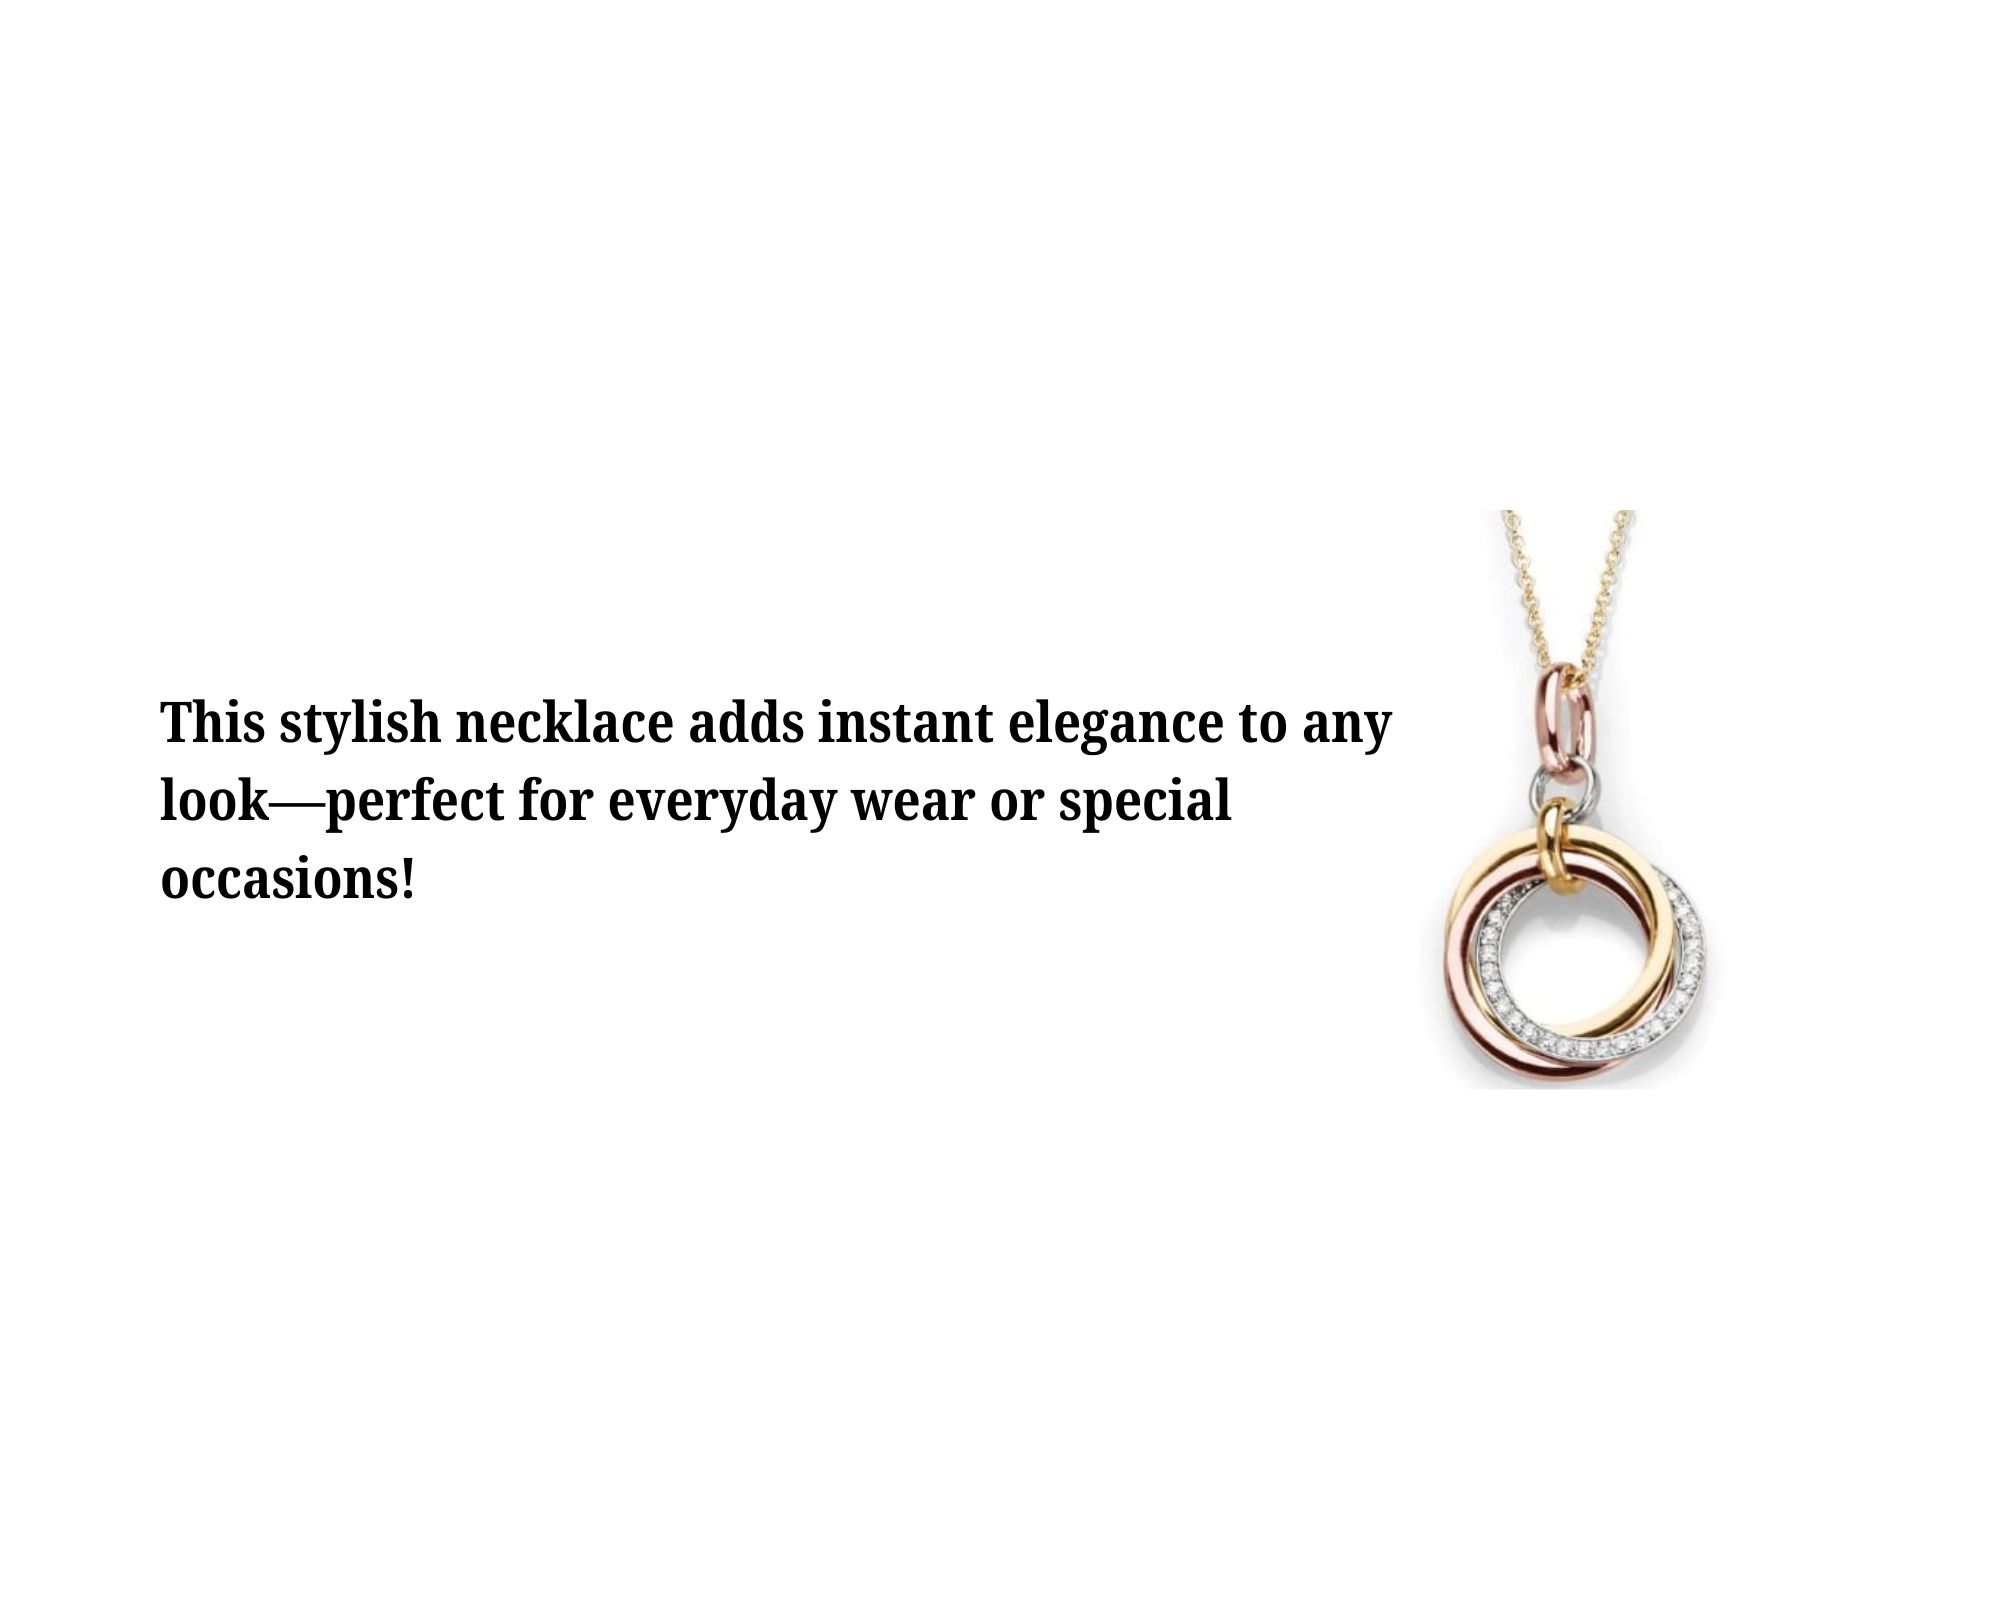 This stylish necklace adds instant elegance to any
look—perfect for everyday wear or special
occasions!